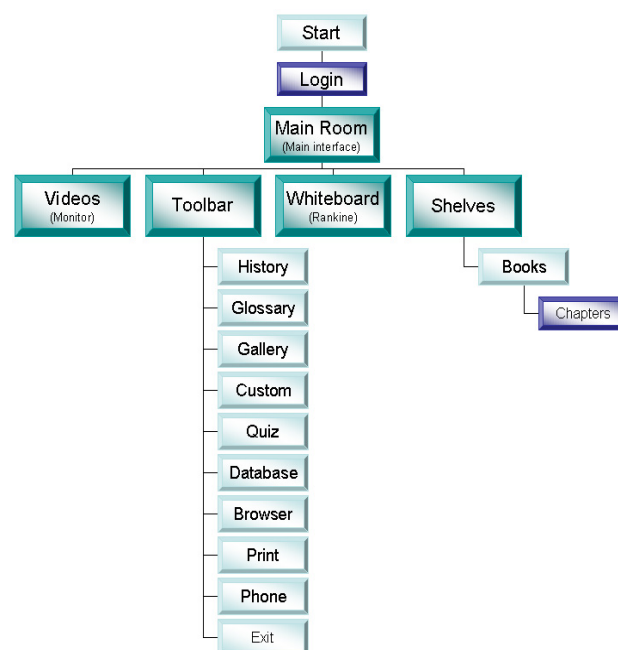 Start
Login
Main Room
(Main interface)
Videos
(Monitor)
Toolbar
Whiteboard
(Rankine)
Shelves
History
Glossary
Gallery
Custom
Quiz
Database
Browser
Print
Phone
Exit
Books
Chapters